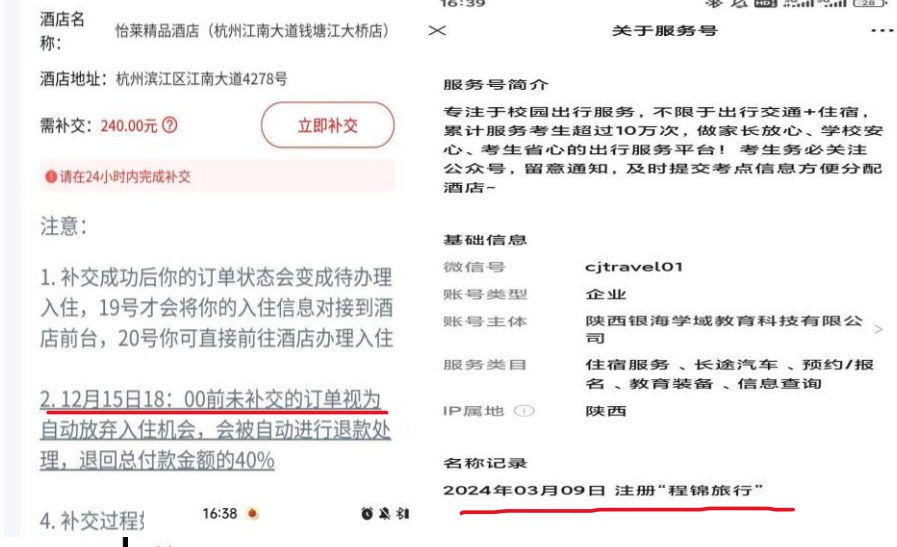 酒店名
称：
怡莱精品酒店（杭州江南大道钱塘江大桥店）
酒店地址：杭州滨江区江南大道4278号
需补交：240.00元
立即补交
请在24小时内完成补交
注意：
1. 补交成功后你的订单状态会变成待办理
入住，19号才会将你的入住信息对接到酒
店前台，20号你可直接前往酒店办理入住
2. 12月15日18：00前未补交的订单视为
自动放弃入住机会，会被自动进行退款处
理，退回总付款金额的40%
4. 补交过程
16:38
16:39
28
关于服务号
服务号简介
专注于校园出行服务，不限于出行交通+住宿，
累计服务考生超过10万次，做家长放心、学校安
心、考生省心的出行服务平台！考生务必关注
公众号，留意通知，及时提交考点信息方便分配
酒店~
基础信息
微信号 cjtravel01
账号类型 企业
账号主体 陕西银海学域教育科技有限公
司
服务类目 住宿服务、长途汽车、预约/报
名、教育装备、信息查询
IP属地 陕西
名称记录
2024年03月09日 注册“程锦旅行”